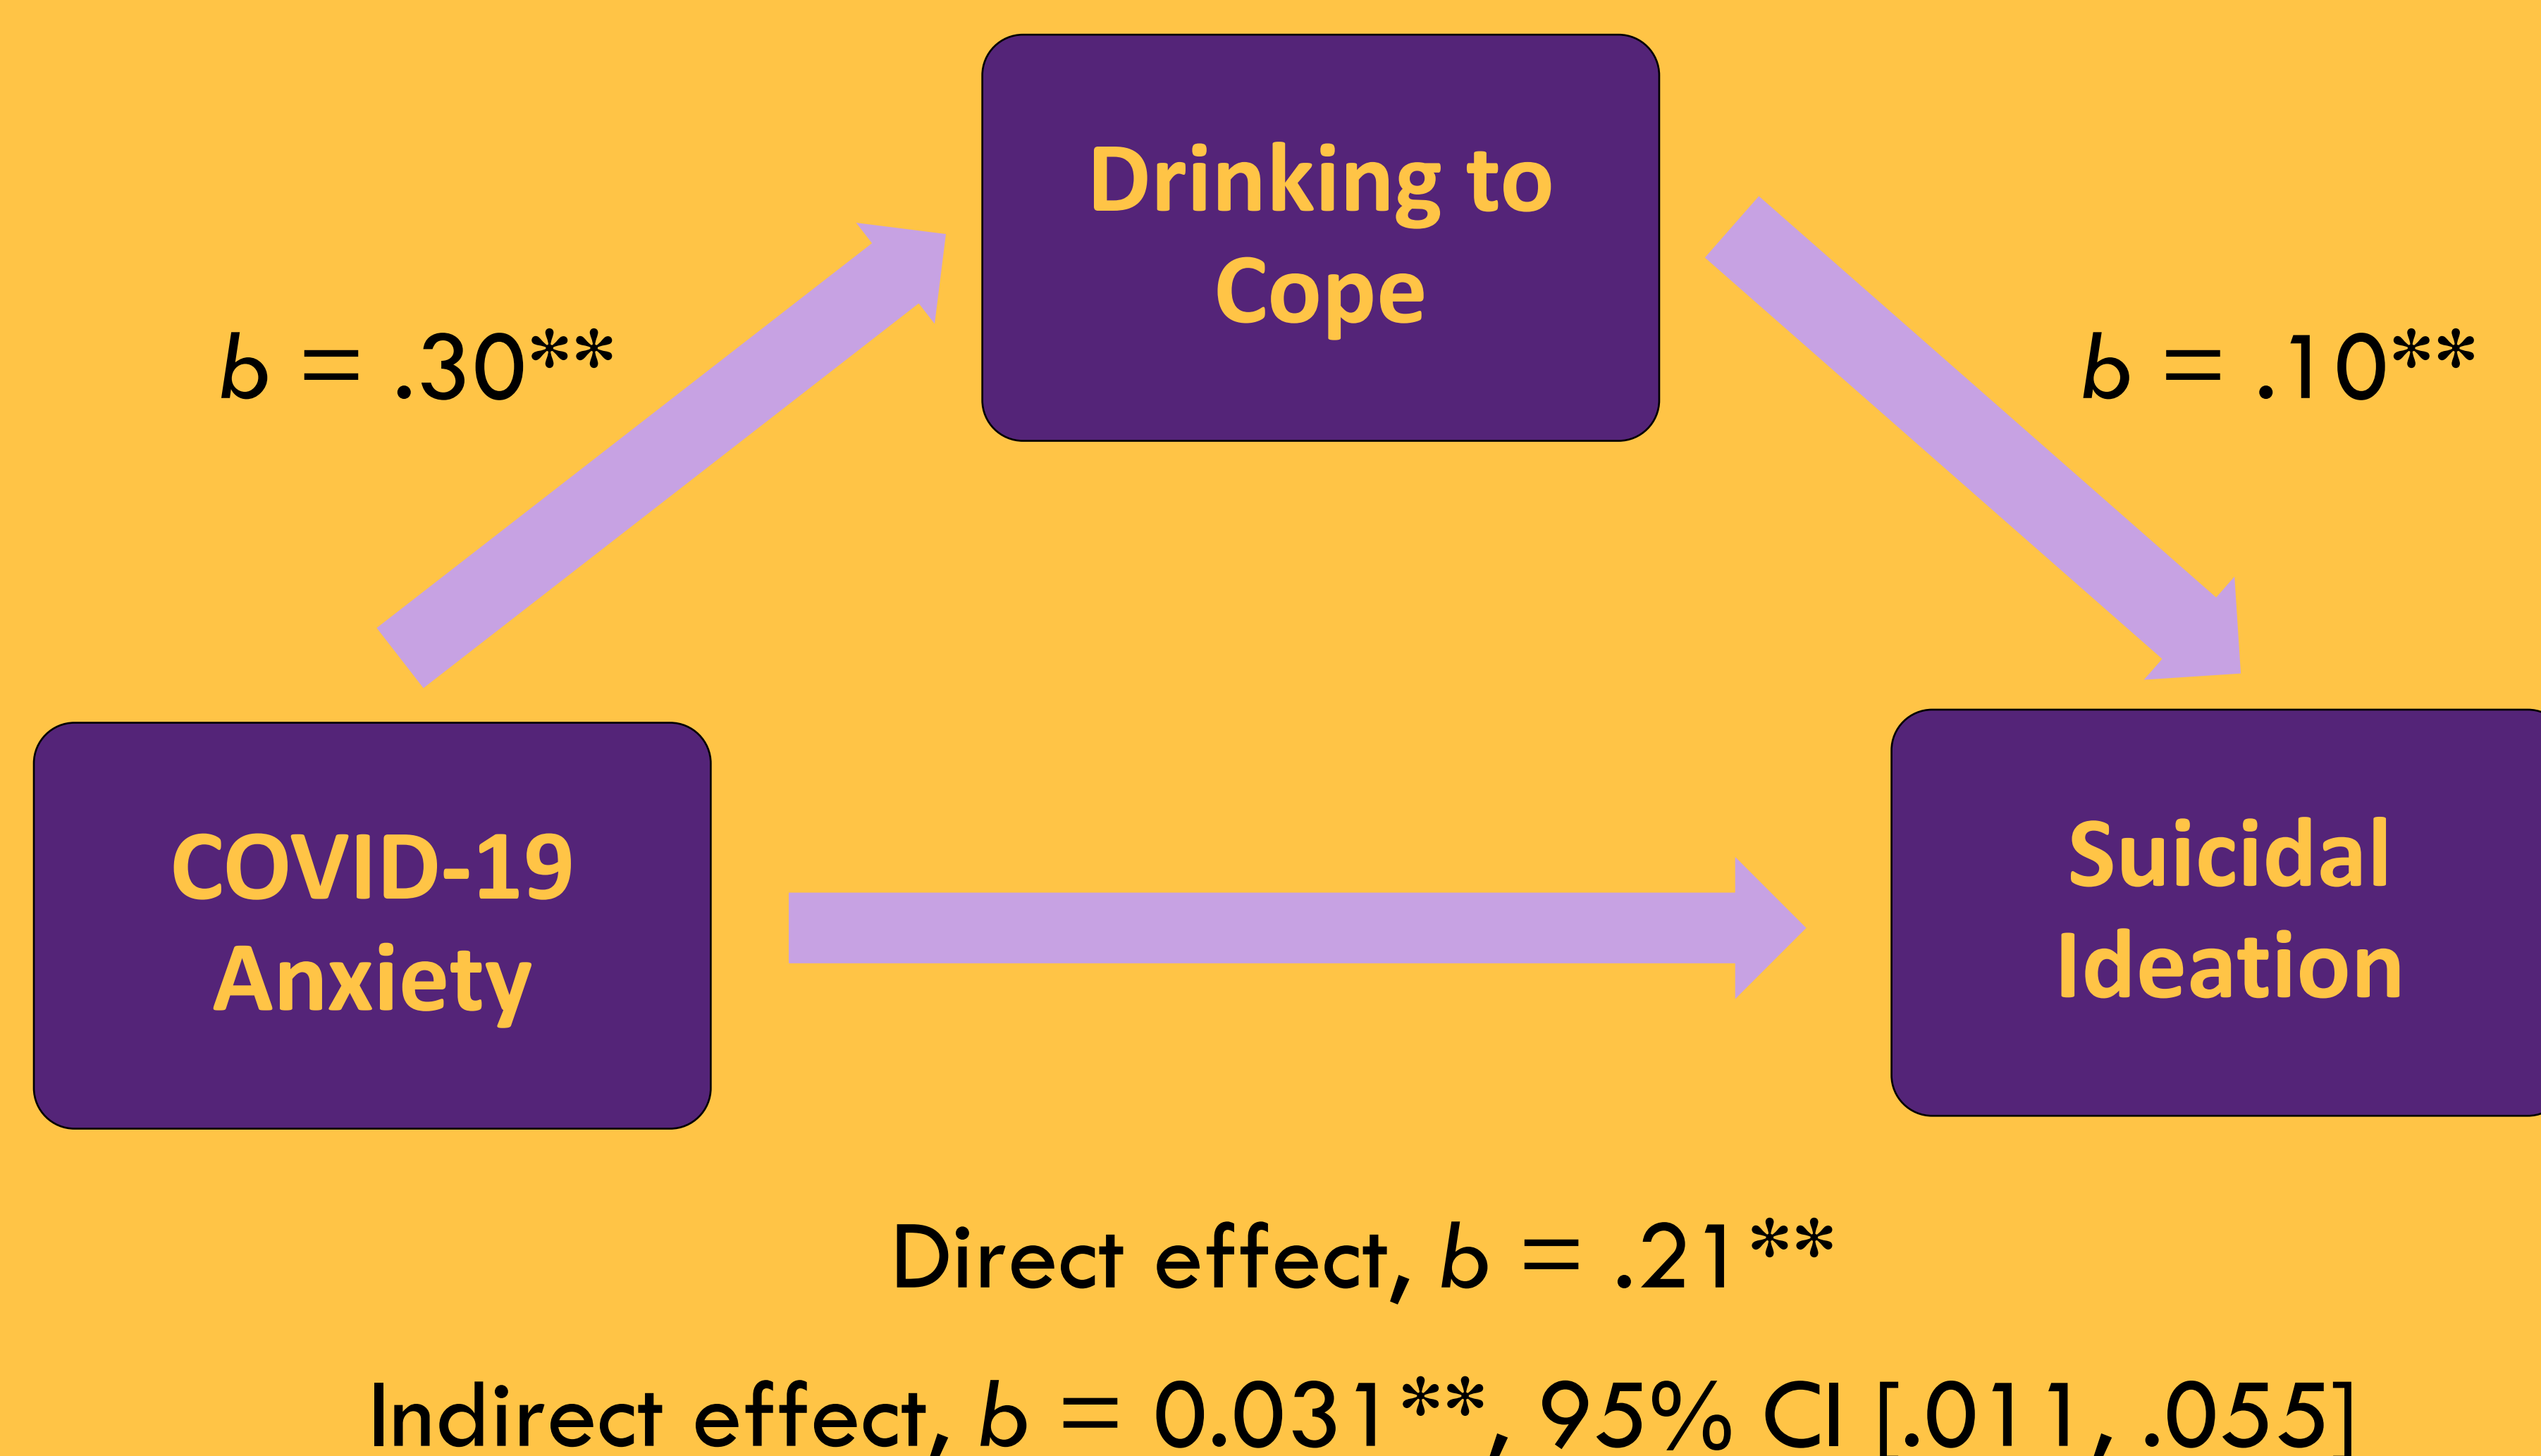 Drinking to
Cope
b = .30**
b = .10**
COVID-19
Anxiety
Suicidal
Ideation
Direct effect, b = .21**
Indirect effect, b = 0.031**, 95% CI [.011, .055]